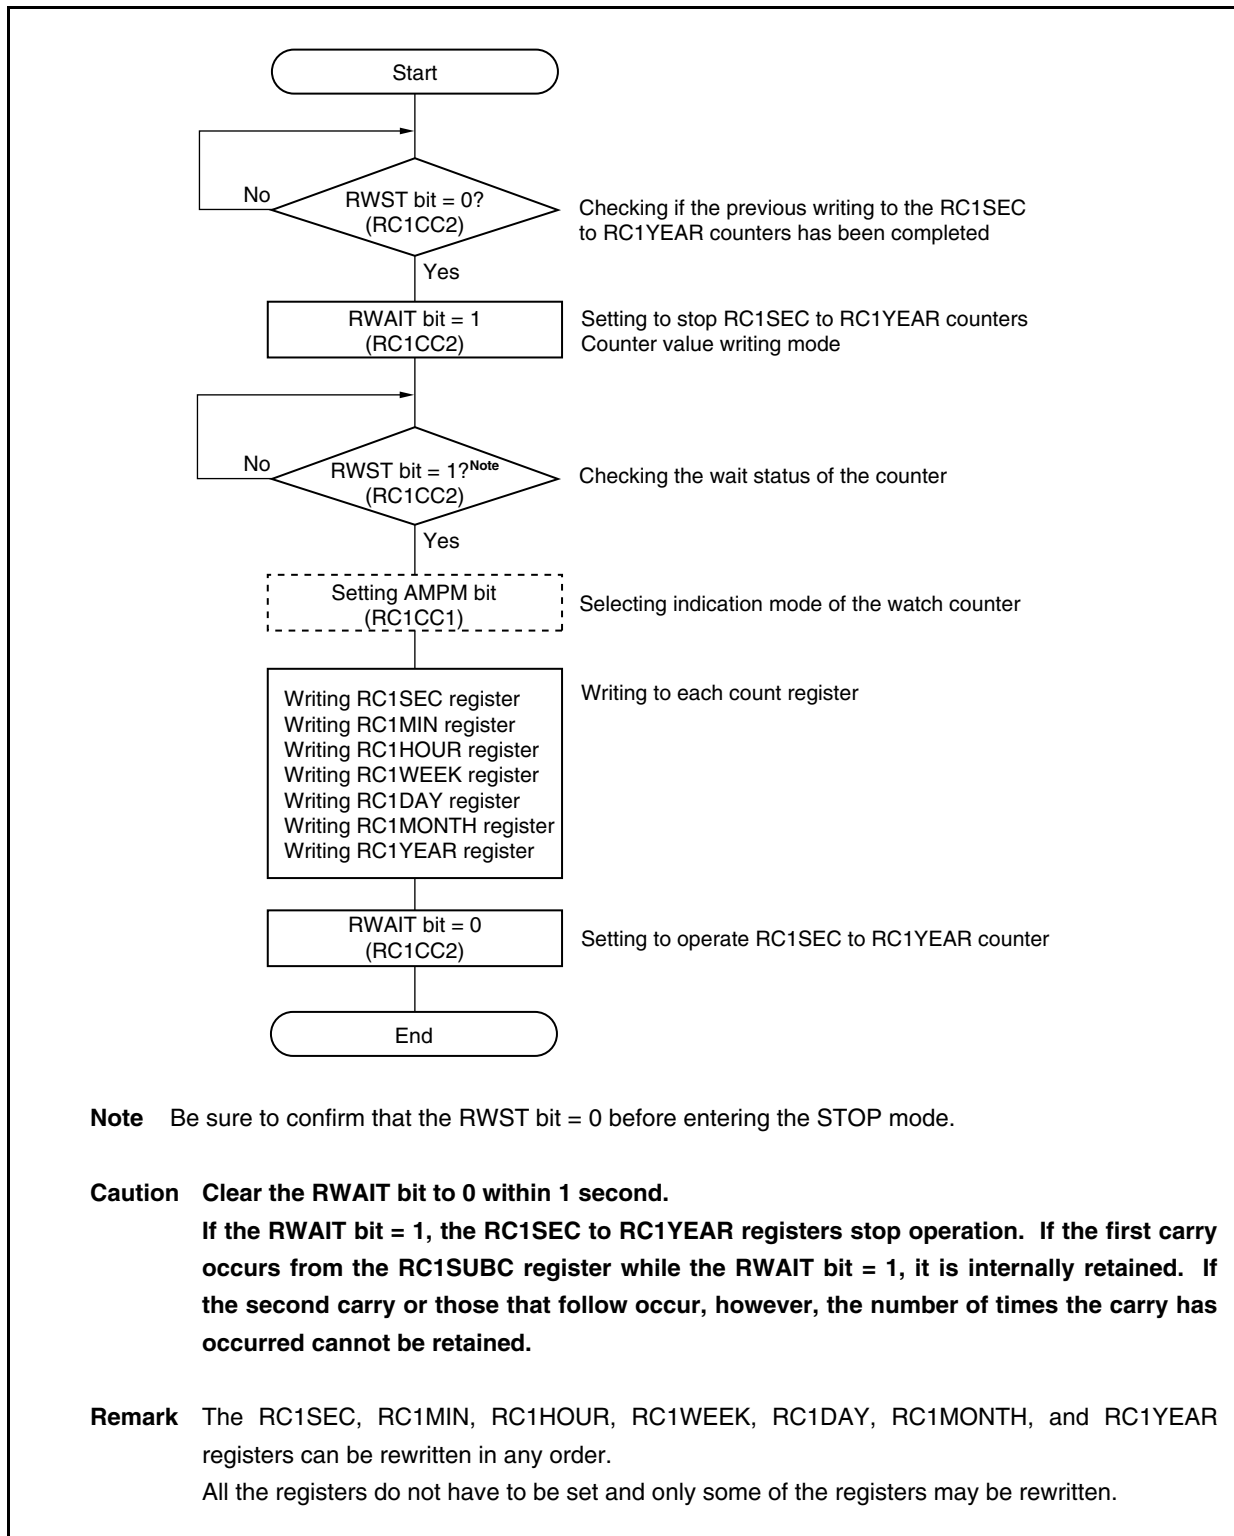 Start
No
RWST bit = 0?
(RC1CC2)
Checking if the previous writing to the RC1SEC
to RC1YEAR counters has been completed
Yes
RWAIT bit = 1
(RC1CC2)
Setting to stop RC1SEC to RC1YEAR counters
Counter value writing mode
No
RWST bit = 1?Note
(RC1CC2)
Checking the wait status of the counter
Yes
Setting AMPM bit
(RC1CC1)
Selecting indication mode of the watch counter
Writing RC1SEC register
Writing RC1MIN register
Writing RC1HOUR register
Writing RC1WEEK register
Writing RC1DAY register
Writing RC1MONTH register
Writing RC1YEAR register
Writing to each count register
RWAIT bit = 0
(RC1CC2)
Setting to operate RC1SEC to RC1YEAR counter
End
Note Be sure to confirm that the RWST bit = 0 before entering the STOP mode.
Caution Clear the RWAIT bit to 0 within 1 second.
If the RWAIT bit = 1, the RC1SEC to RC1YEAR registers stop operation. If the first carry
occurs from the RC1SUBC register while the RWAIT bit = 1, it is internally retained. If
the second carry or those that follow occur, however, the number of times the carry has
occurred cannot be retained.
Remark The RC1SEC, RC1MIN, RC1HOUR, RC1WEEK, RC1DAY, RC1MONTH, and RC1YEAR
registers can be rewritten in any order.
All the registers do not have to be set and only some of the registers may be rewritten.